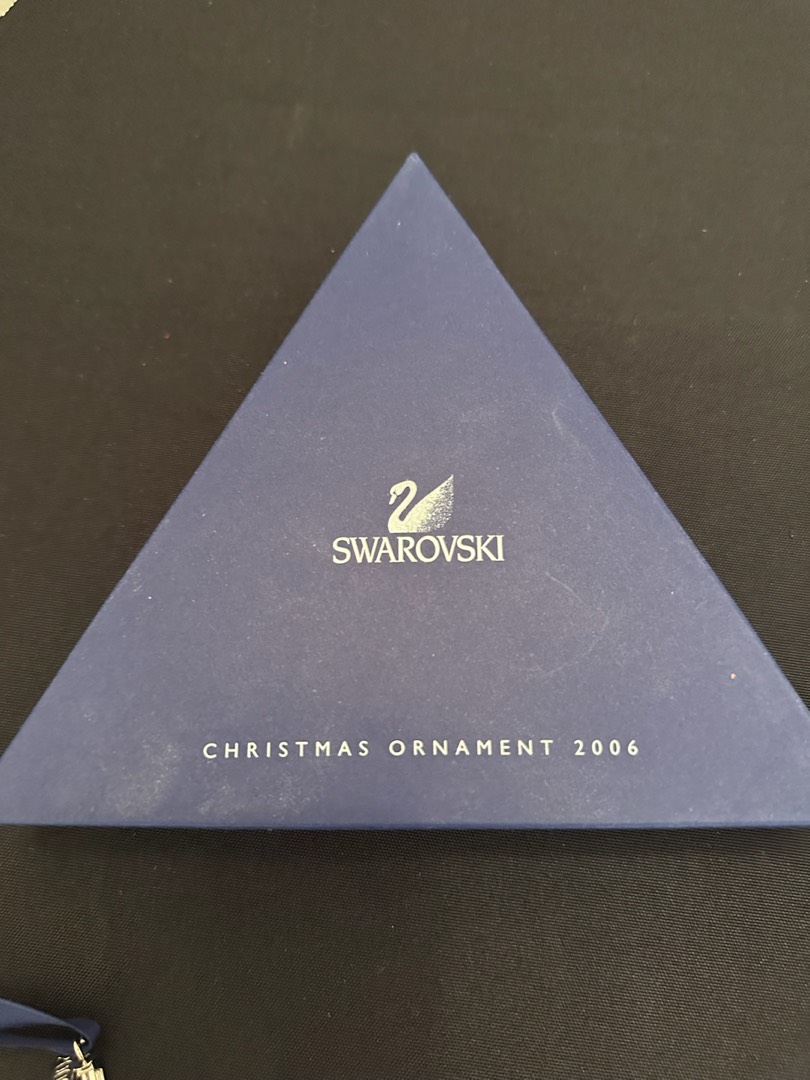 SWAROVSKI
CHRISTMAS ORNAMENT 2006